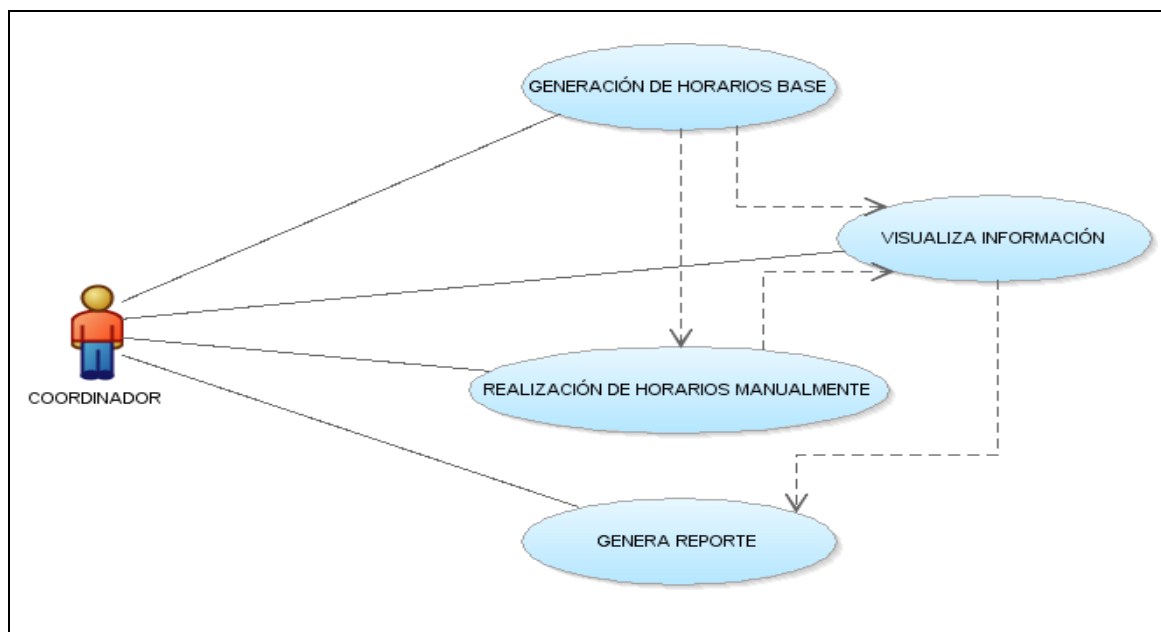 GENERACIÓN DE HORARIOS BASE
VISUALIZA INFORMACIÓN
REALIZACIÓN DE HORARIOS MANUALMENTE
COORDINADOR
GENERA REPORTE